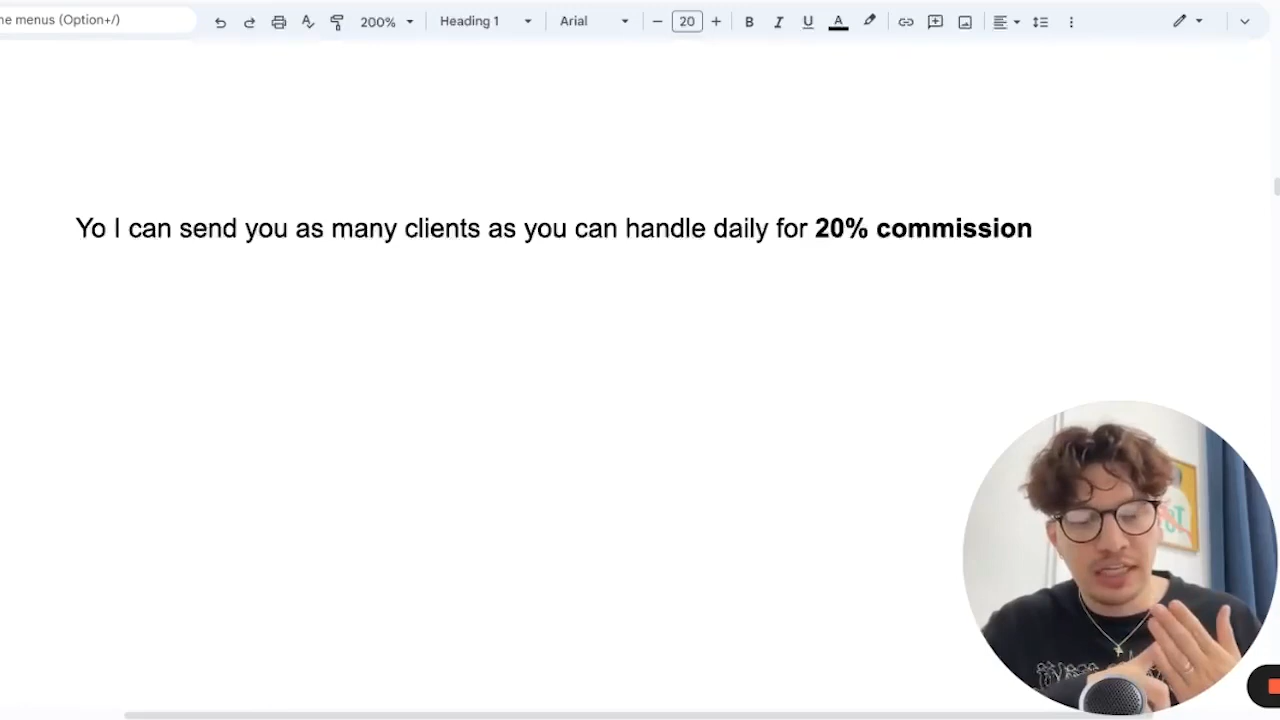 ne menus (Option+/)
200%
Heading 1
Arial
20
B
I
U
A
Yo I can send you as many clients as you can handle daily for 20% commission